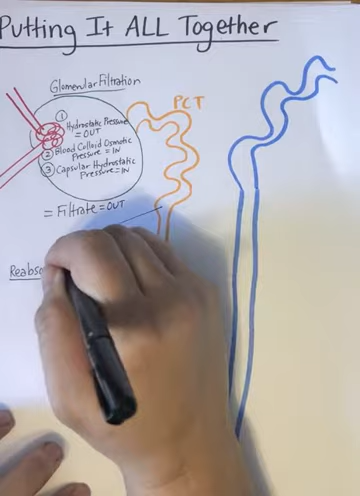 Putting It ALL Together
Glomerular Filtration
PCT
① Hydrostatic Pressure
= OUT
② Blood Colloid Osmotic
Pressure = IN
③ Capsular Hydrostatic
Pressure = IN
= Filtrate = OUT
Reabso